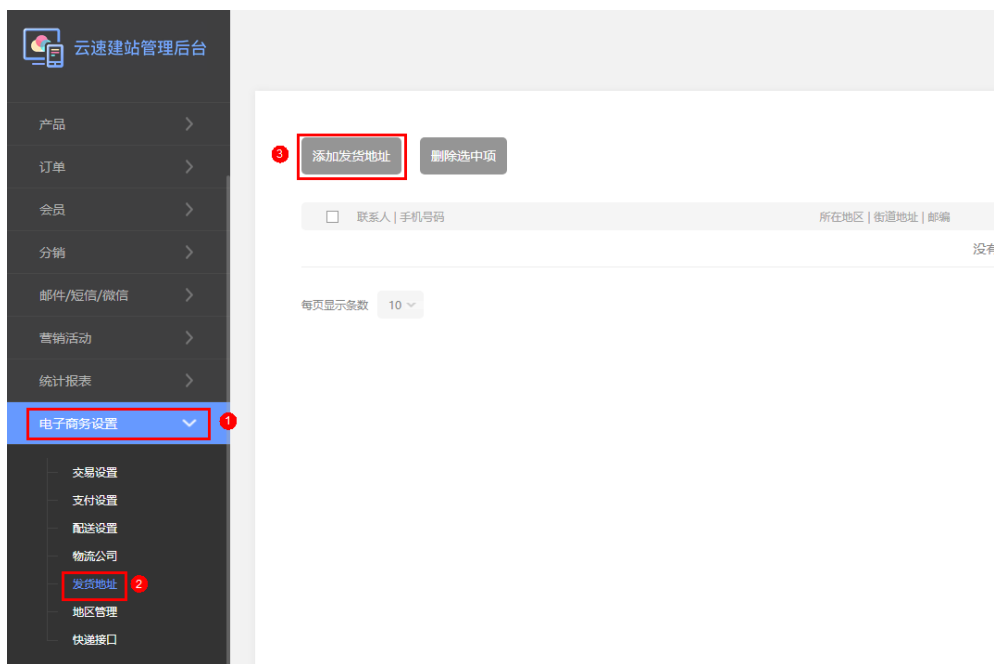 云速建站管理后台
产品
订单
会员
分销
邮件/短信/微信
营销活动
统计报表
电子商务设置 1
交易设置
支付设置
配送设置
物流公司
发货地址 2
地区管理
快递接口
3 添加发货地址 删除选中项
联系人 | 手机号码 所在地区 | 街道地址 | 邮编
没有
每页显示条数 10